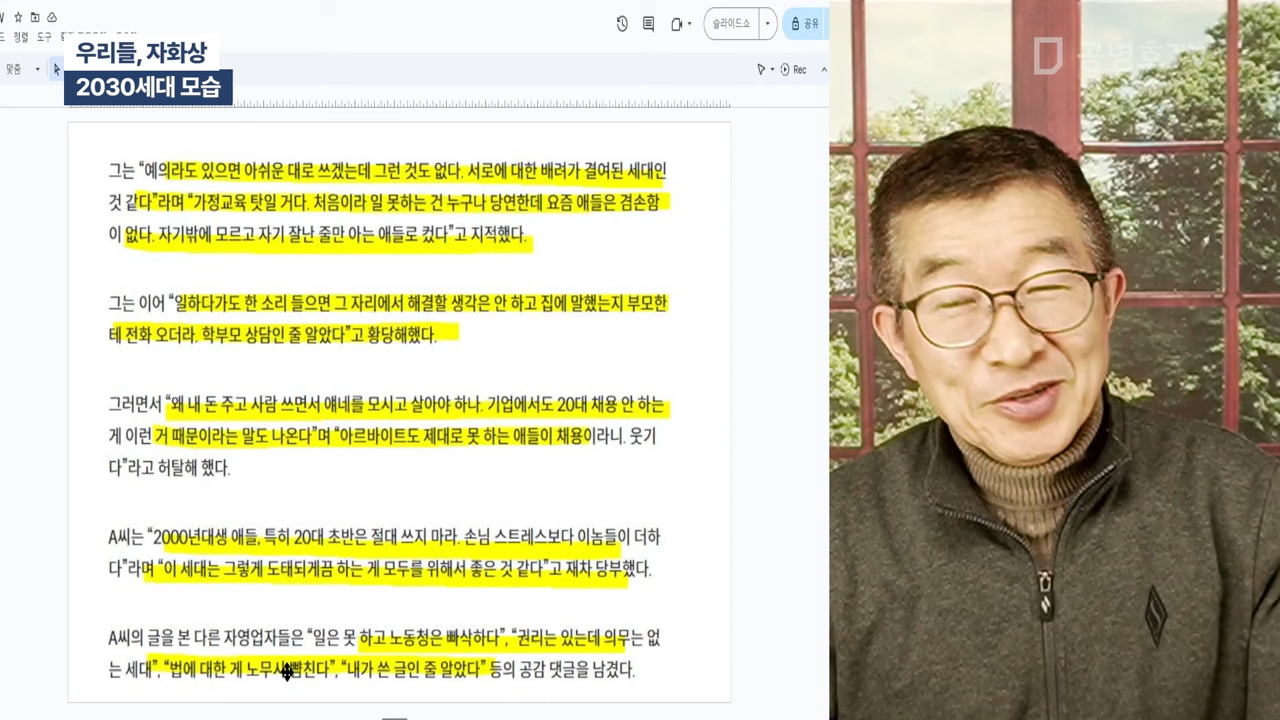 ☆
정렬 도구
슬라이드쇼
공유
우리들, 자화상
맞춤
Rec
2030세대 모습
공병호TV
그는 “예의라도 있으면 아쉬운 대로 쓰겠는데 그런 것도 없다. 서로에 대한 배려가 결여된 세대인
것 같다”라며 “가정교육 탓일 거다. 처음이라 일 못하는 건 누구나 당연한데 요즘 애들은 겸손함
이 없다. 자기밖에 모르고 자기 잘난 줄만 아는 애들로 컸다”고 지적했다.
그는 이어 “일하다가도 한 소리 들으면 그 자리에서 해결할 생각은 안 하고 집에 말했는지 부모한
테 전화 오더라. 학부모 상담인 줄 알았다”고 황당해했다.
그러면서 “왜 내 돈 주고 사람 쓰면서 얘네를 모시고 살아야 하나. 기업에서도 20대 채용 안 하는
게 이런 거 때문이라는 말도 나온다”며 “아르바이트도 제대로 못 하는 애들이 채용이라니. 웃기
다”라고 허탈해 했다.
A씨는 “2000년대생 애들, 특히 20대 초반은 절대 쓰지 마라. 손님 스트레스보다 이놈들이 더하
다”라며 “이 세대는 그렇게 도태되게끔 하는 게 모두를 위해서 좋은 것 같다”고 재차 당부했다.
A씨의 글을 본 다른 자영업자들은 “일은 못 하고 노동청은 빠삭하다”, “권리는 있는데 의무는 없
는 세대”, “법에 대한 게 노무사 뺨친다”, “내가 쓴 글인 줄 알았다” 등의 공감 댓글을 남겼다.